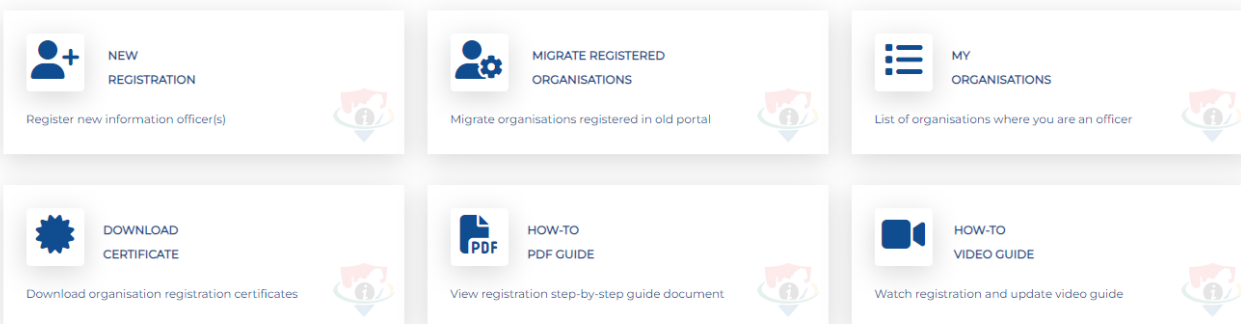 NEW
REGISTRATION
Register new information officer(s)
MIGRATE REGISTERED
ORGANISATIONS
Migrate organisations registered in old portal
MY
ORGANISATIONS
List of organisations where you are an officer
DOWNLOAD
CERTIFICATE
Download organisation registration certificates
PDF
HOW-TO
PDF GUIDE
View registration step-by-step guide document
HOW-TO
VIDEO GUIDE
Watch registration and update video guide